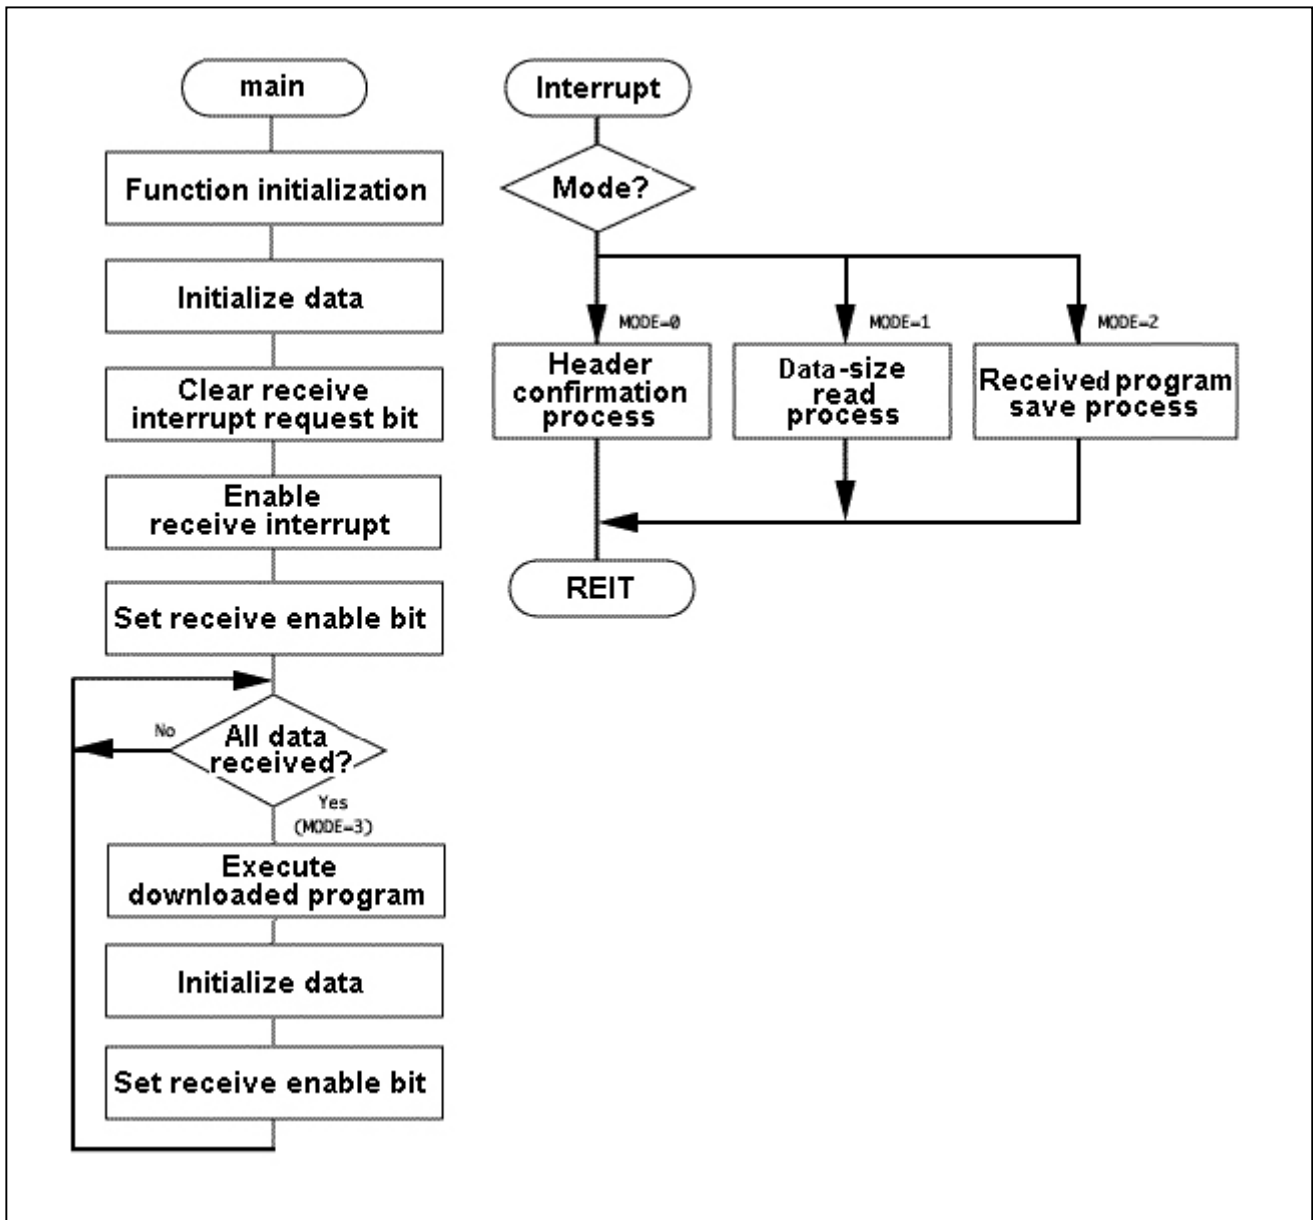 main
Function initialization
Initialize data
Clear receive
interrupt request bit
Enable
receive interrupt
Set receive enable bit
No
All data
received?
Yes
(MODE=3)
Execute
downloaded program
Initialize data
Set receive enable bit
Interrupt
Mode?
MODE=0
Header
confirmation
process
MODE=1
Data-size
read
process
MODE=2
Received program
save process
REIT